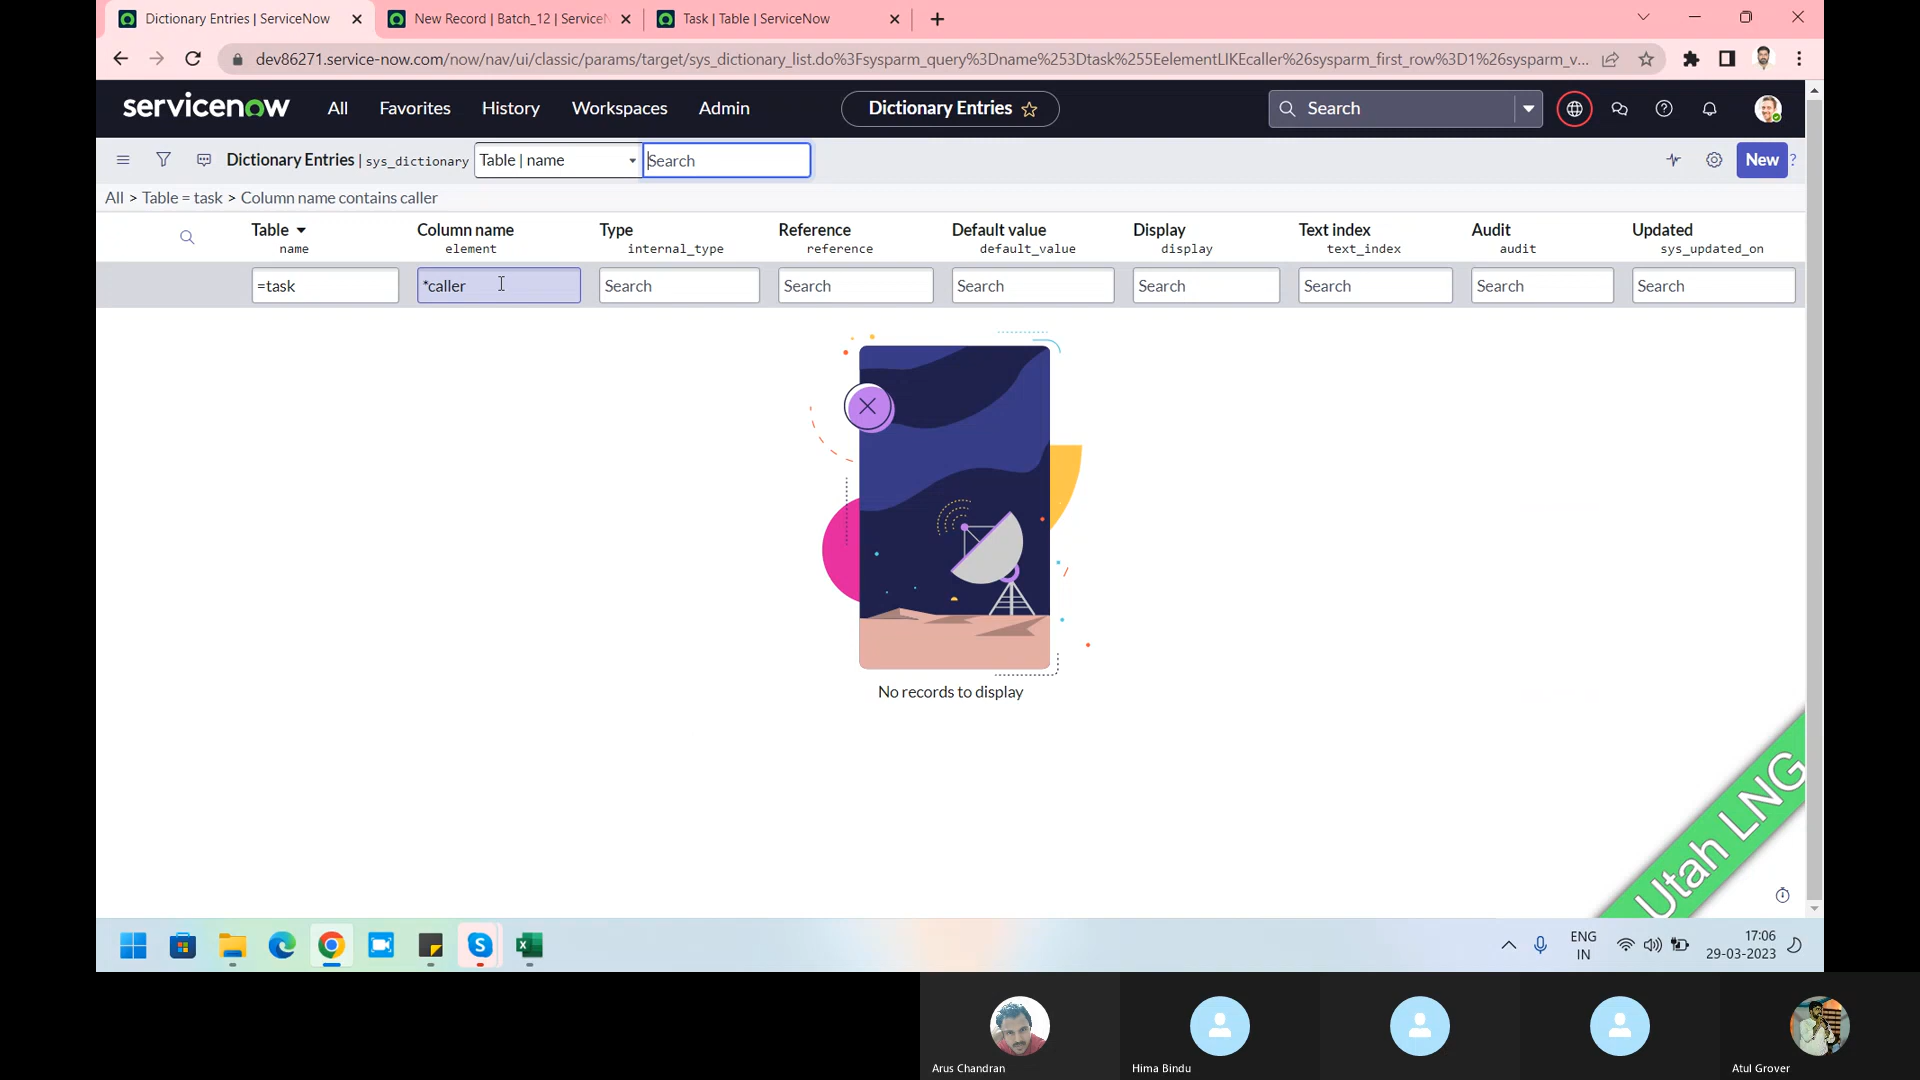 Dictionary Entries | ServiceNow
New Record | Batch_12 | ServiceN
Task | Table | ServiceNow
dev86271.service-now.com/now/nav/ui/classic/params/target/sys_dictionary_list.do%3Fsysparm_query%3Dname%253Dtask%255EelementLIKEcaller%26sysparm_first_row%3D1%26sysparm_v...
servicenow
All
Favorites
History
Workspaces
Admin
Dictionary Entries
Search
Dictionary Entries | sys_dictionary
Table | name
Search
New
?
All > Table = task > Column name contains caller
Table
Column name
Type
Reference
Default value
Display
Text index
Audit
Updated
name
element
internal_type
reference
default_value
display
text_index
audit
sys_updated_on
=task
*caller
Search
Search
Search
Search
Search
Search
Search
No records to display
Utah LNG
ENG
IN
17:06
29-03-2023
Arus Chandran
Hima Bindu
Atul Grover